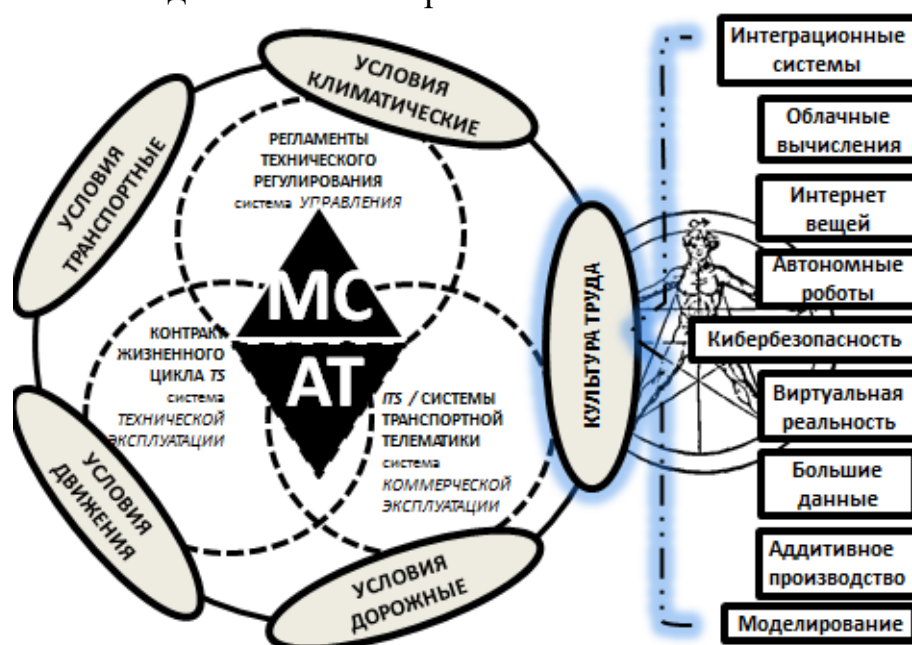 УСЛОВИЯ
КЛИМАТИЧЕСКИЕ
УСЛОВИЯ
ТРАНСПОРТНЫЕ
РЕГЛАМЕНТЫ
ТЕХНИЧЕСКОГО
РЕГУЛИРОВАНИЯ
система УПРАВЛЕНИЯ
МС
АТ
КОНТРАКТ
ЖИЗНЕННОГО
ЦИКЛА TS
система
ТЕХНИЧЕСКОЙ
ЭКСПЛУАТАЦИИ
ITS / СИСТЕМЫ
ТРАНСПОРТНОЙ
ТЕЛЕМАТИКИ
система
КОММЕРЧЕСКОЙ
ЭКСПЛУАТАЦИИ
УСЛОВИЯ
ДВИЖЕНИЯ
УСЛОВИЯ
ДОРОЖНЫЕ
КУЛЬТУРА ТРУДА
Интеграционные
системы
Облачные
вычисления
Интернет
вещей
Автономные
роботы
Кибербезопасность
Виртуальная
реальность
Большие
данные
Аддитивное
производство
Моделирование